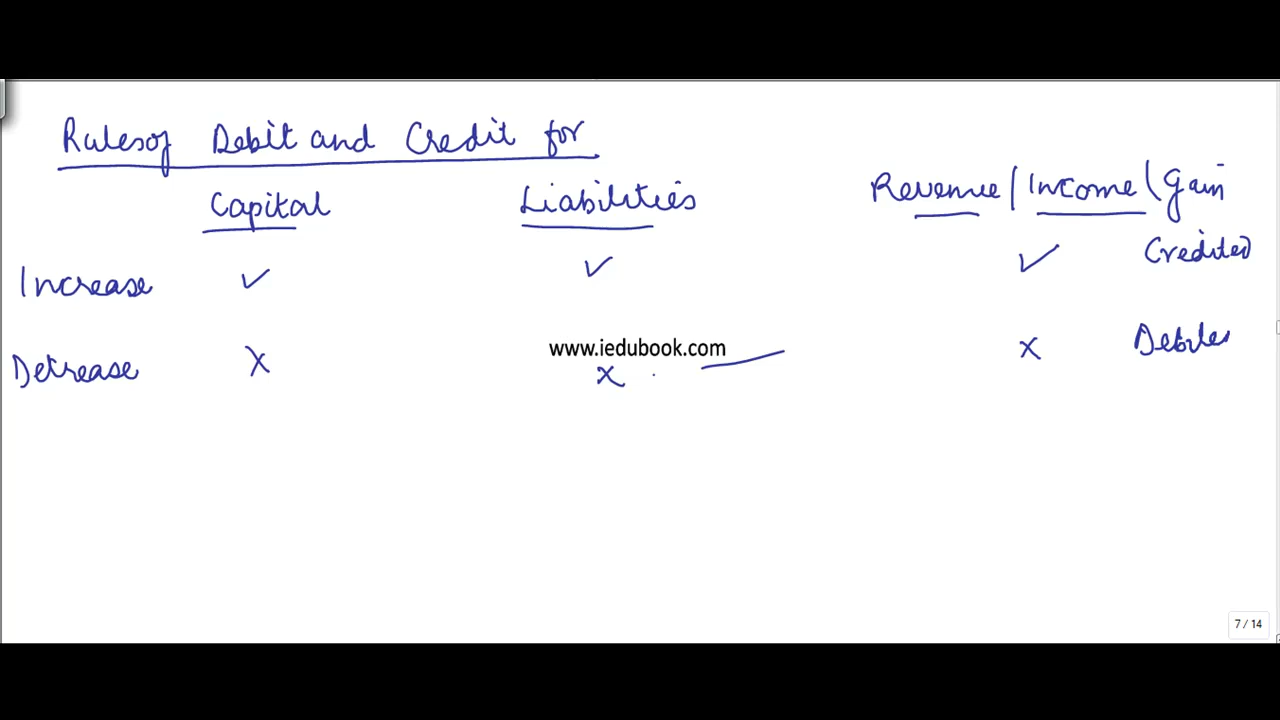 Rules of Debit and Credit for
Capital Liabilities Revenue / Income \ Gain
Increase ✓ ✓ ✓ Credited
Decrease x x x
www.iedubook.com
7 / 14